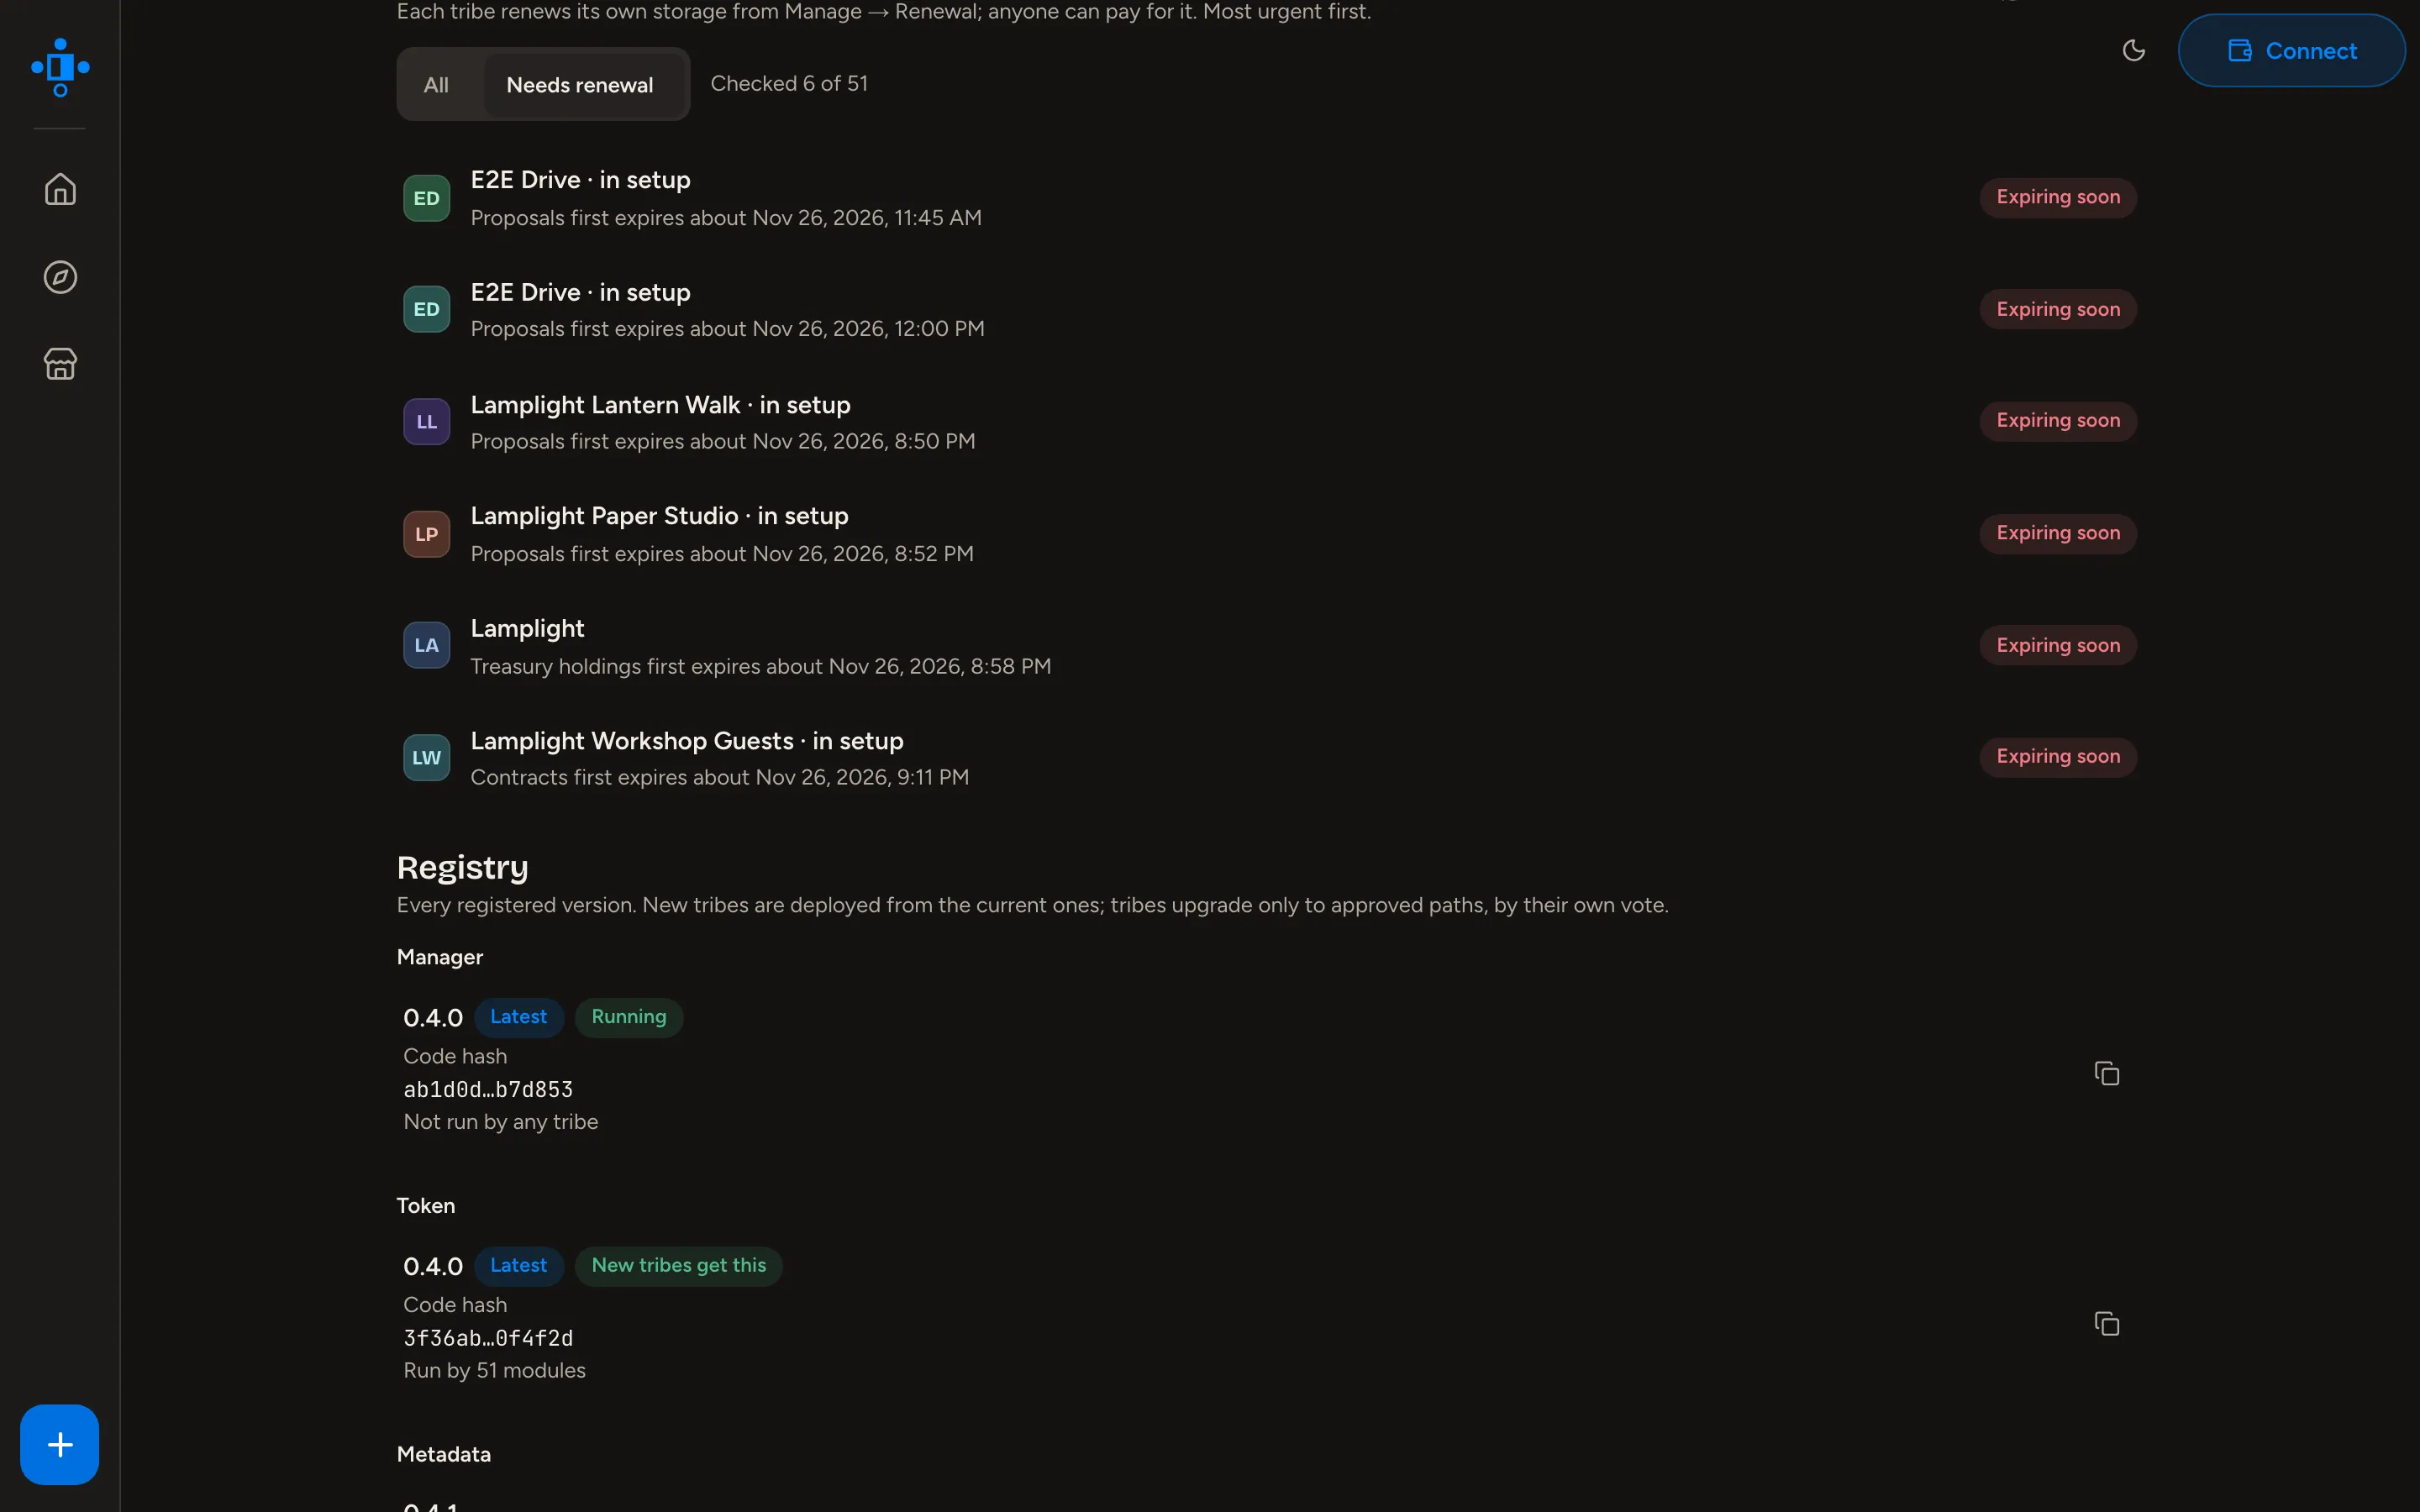 Each tribe renews its own storage from Manage → Renewal; anyone can pay for it. Most urgent first.
Connect
All
Needs renewal
Checked 6 of 51
ED
E2E Drive · in setup
Proposals first expires about Nov 26, 2026, 11:45 AM
Expiring soon
ED
E2E Drive · in setup
Proposals first expires about Nov 26, 2026, 12:00 PM
Expiring soon
LL
Lamplight Lantern Walk · in setup
Proposals first expires about Nov 26, 2026, 8:50 PM
Expiring soon
LP
Lamplight Paper Studio · in setup
Proposals first expires about Nov 26, 2026, 8:52 PM
Expiring soon
LA
Lamplight
Treasury holdings first expires about Nov 26, 2026, 8:58 PM
Expiring soon
LW
Lamplight Workshop Guests · in setup
Contracts first expires about Nov 26, 2026, 9:11 PM
Expiring soon
Registry
Every registered version. New tribes are deployed from the current ones; tribes upgrade only to approved paths, by their own vote.
Manager
0.4.0 Latest Running
Code hash
ab1d0d…b7d853
Not run by any tribe
Token
0.4.0 Latest New tribes get this
Code hash
3f36ab…0f4f2d
Run by 51 modules
Metadata